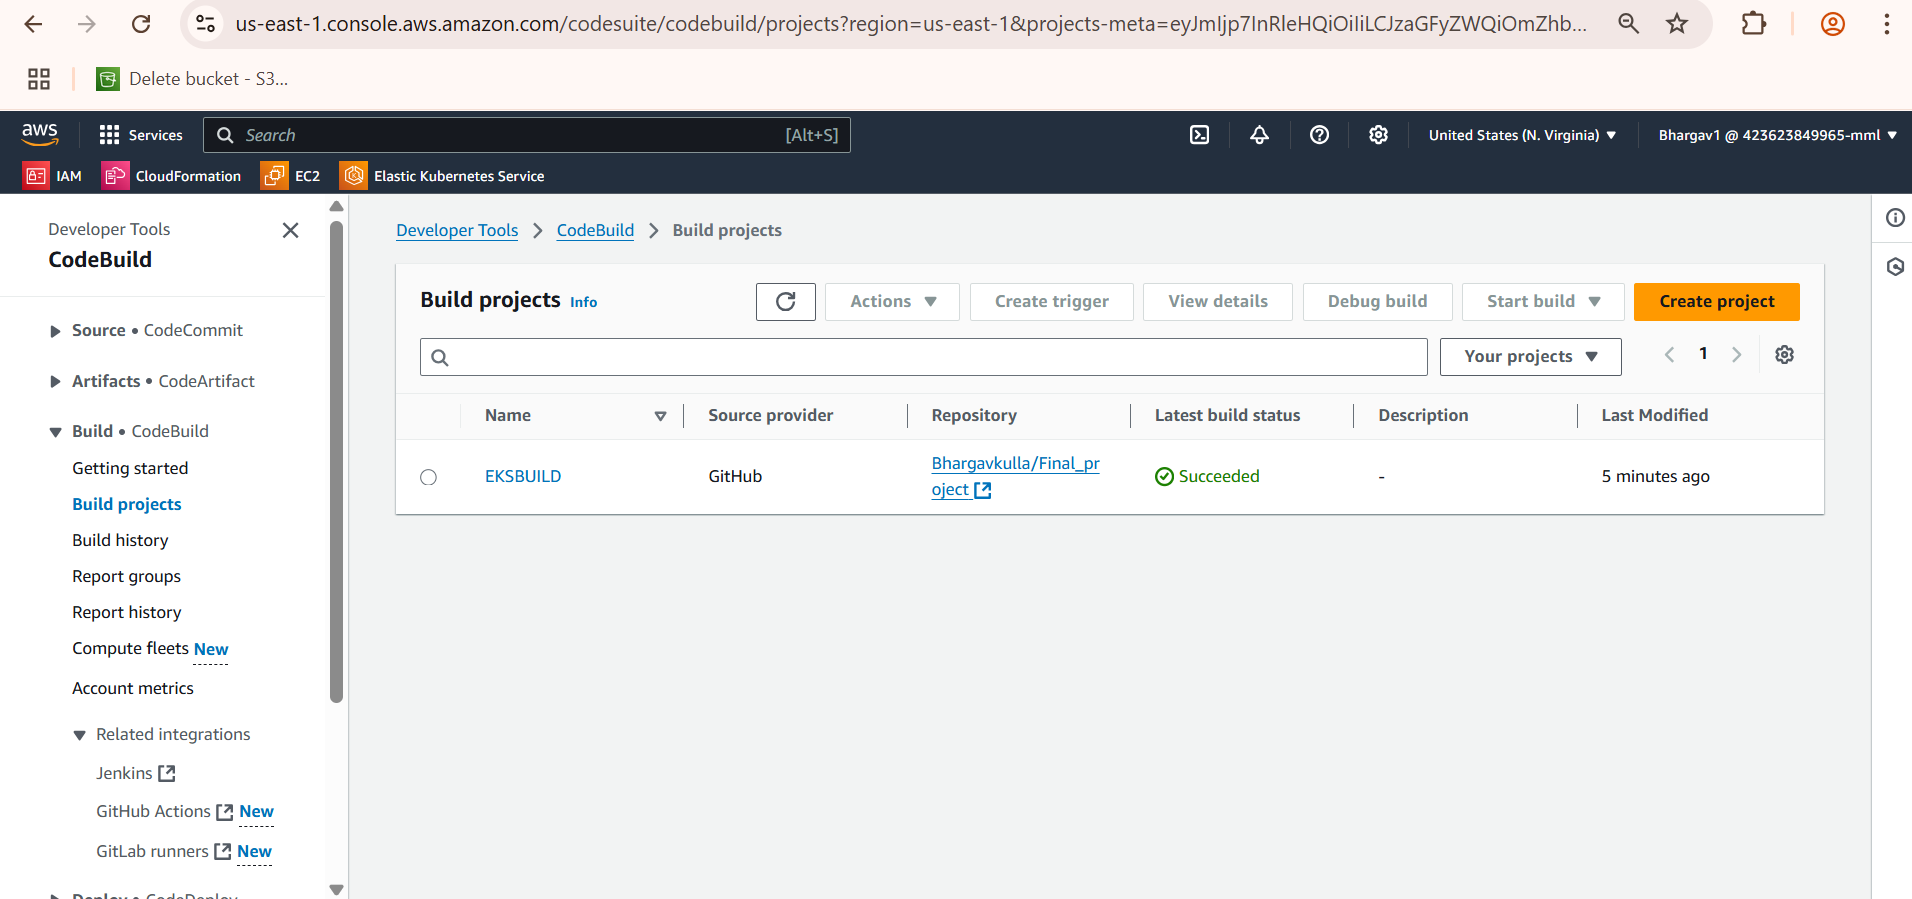 us-east-1.console.aws.amazon.com/codesuite/codebuild/projects?region=us-east-1&projects-meta=eyJmIjp7InRleHQiOiIiLCJzaGFyZWQiOmZhb...
Delete bucket - S3...
aws
Services
Search
[Alt+S]
United States (N. Virginia)
Bhargav1 @ 423623849965-mml
IAM
CloudFormation
EC2
Elastic Kubernetes Service
Developer Tools
CodeBuild
Source • CodeCommit
Artifacts • CodeArtifact
Build • CodeBuild
Getting started
Build projects
Build history
Report groups
Report history
Compute fleets New
Account metrics
Related integrations
Jenkins
GitHub Actions New
GitLab runners New
Deploy • CodeDeploy
Developer Tools
CodeBuild
Build projects
Build projects Info
Actions
Create trigger
View details
Debug build
Start build
Create project
Your projects
1
Name
Source provider
Repository
Latest build status
Description
Last Modified
EKSBUILD
GitHub
Bhargavkulla/Final_pr
oject
Succeeded
-
5 minutes ago